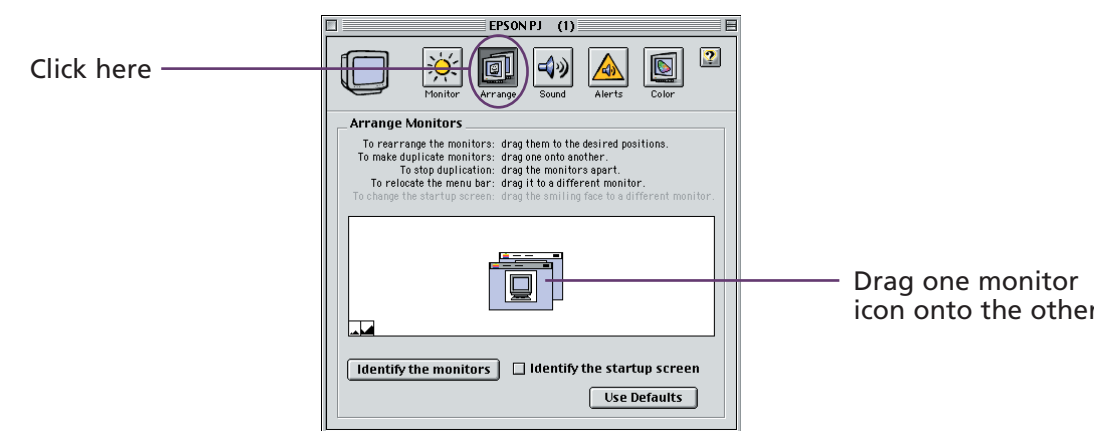 EPSON PJ (1)
Click here
Monitor Arrange Sound Alerts Color
?
Arrange Monitors
To rearrange the monitors: drag them to the desired positions.
To make duplicate monitors: drag one onto another.
To stop duplication: drag the monitors apart.
To relocate the menu bar: drag it to a different monitor.
To change the startup screen: drag the smiling face to a different monitor.
Drag one monitor
icon onto the other
Identify the monitors Identify the startup screen
Use Defaults